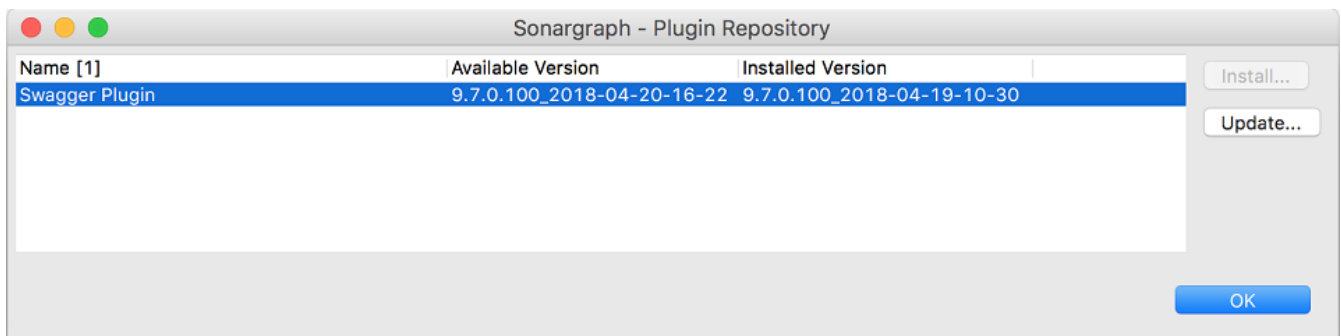 Sonargraph - Plugin Repository
Name [1] Available Version Installed Version
Install...
Swagger Plugin 9.7.0.100_2018-04-20-16-22 9.7.0.100_2018-04-19-10-30
Update...
OK